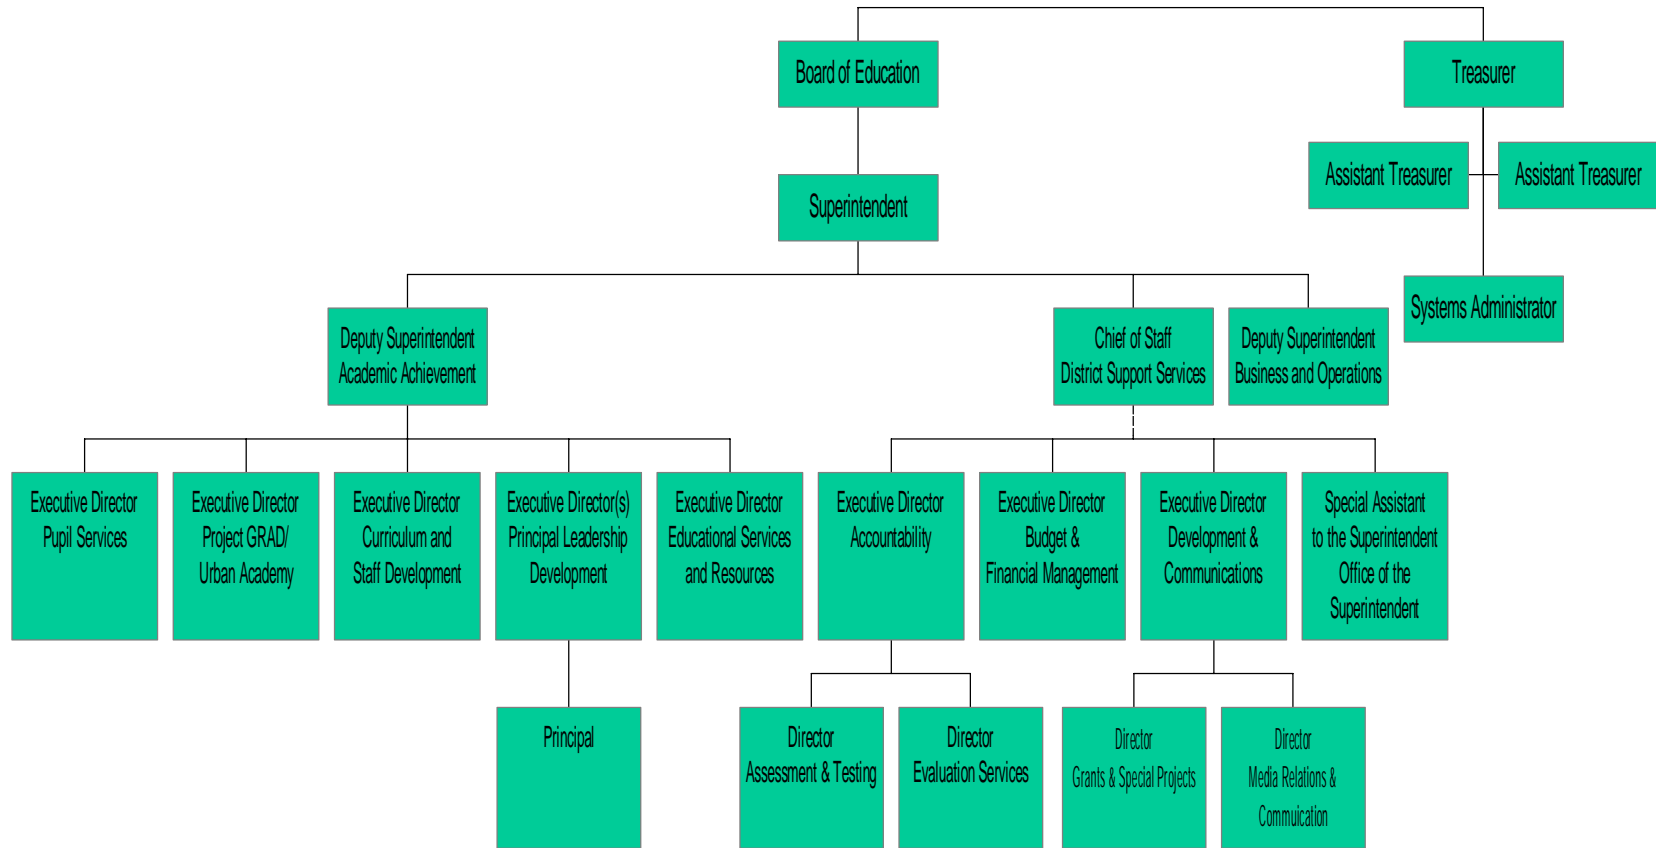 Board of Education
Treasurer
Assistant Treasurer
Assistant Treasurer
Superintendent
Systems Administrator
Deputy Superintendent
Academic Achievement
Chief of Staff
District Support Services
Deputy Superintendent
Business and Operations
Executive Director
Pupil Services
Executive Director
Project GRAD/
Urban Academy
Executive Director
Curriculum and
Staff Development
Executive Director(s)
Principal Leadership
Development
Executive Director
Educational Services
and Resources
Executive Director
Accountability
Executive Director
Budget &
Financial Management
Executive Director
Development &
Communications
Special Assistant
to the Superintendent
Office of the
Superintendent
Principal
Director
Assessment & Testing
Director
Evaluation Services
Director
Grants & Special Projects
Director
Media Relations &
Commuication